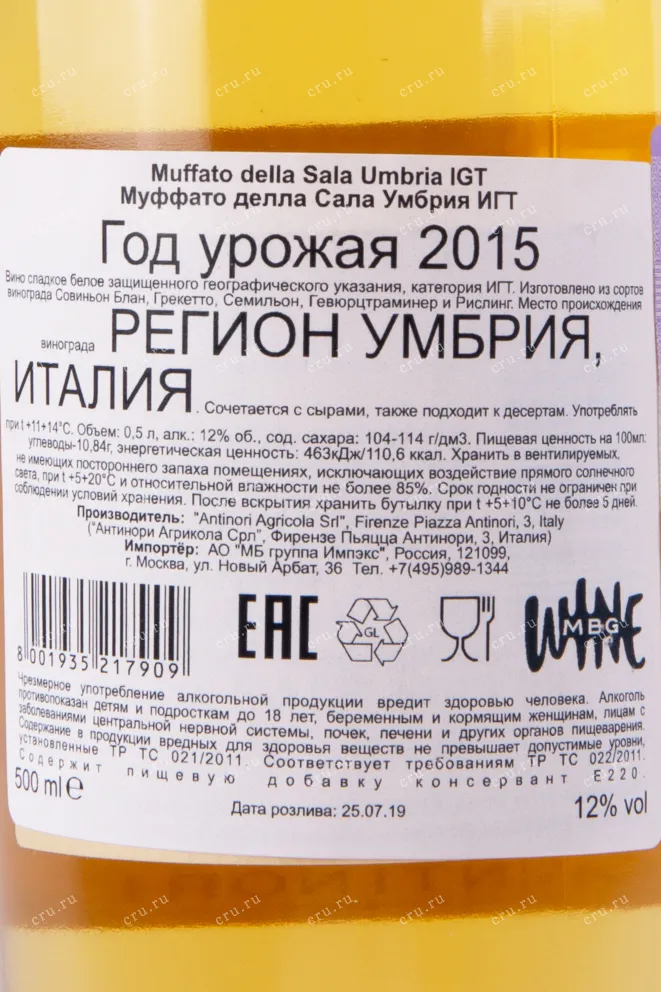 Muffato della Sala Umbria IGT
Муффато делла Сала Умбрия ИГТ
Год урожая 2015
Вино сладкое белое защищенного географического указания, категория ИГТ. Изготовлено из сортов
винограда Совиньон Блан, Грекетто, Семильон, Гевюрцтраминер и Рислинг. Место происхождения
винограда РЕГИОН УМБРИЯ,
ИТАЛИЯ. Сочетается с сырами, также подходит к десертам. Употреблять
при t +11+14°С. Объем: 0,5 л, алк.: 12% об., сод. сахара: 104-114 г/дм3. Пищевая ценность на 100мл:
углеводы-10,84г, энергетическая ценность: 463кДж/110,6 ккал. Хранить в вентилируемых,
не имеющих постороннего запаха помещениях, исключающих воздействие прямого солнечного
света, при t +5+20°С и относительной влажности не более 85%. Срок годности не ограничен при
соблюдении условий хранения. После вскрытия хранить бутылку при t +5+10°С не более 5 дней.
Производитель: "Antinori Agricola Srl", Firenze Piazza Antinori, 3, Italy
("Антинори Агрикола Срл", Фирензе Пьяцца Антинори, 3, Италия)
Импортёр: АО "МБ группа Импэкс", Россия, 121099,
г. Москва, ул. Новый Арбат, 36 Тел. +7(495)989-1344
8 001935 217909
EAC
GL
WINE
MBG
Чрезмерное употребление алкогольной продукции вредит здоровью человека. Алкоголь
противопоказан детям и подросткам до 18 лет, беременным и кормящим женщинам, лицам с
заболеваниями центральной нервной системы, почек, печени и других органов пищеварения.
Содержание в продукции вредных для здоровья веществ не превышает допустимые уровни,
установленные ТР ТС 021/2011. Соответствует требованиям ТР ТС 022/2011.
Содержит пищевую добавку консервант Е220.
500 ml ℮
Дата розлива: 25.07.19
12% vol
cru.ru